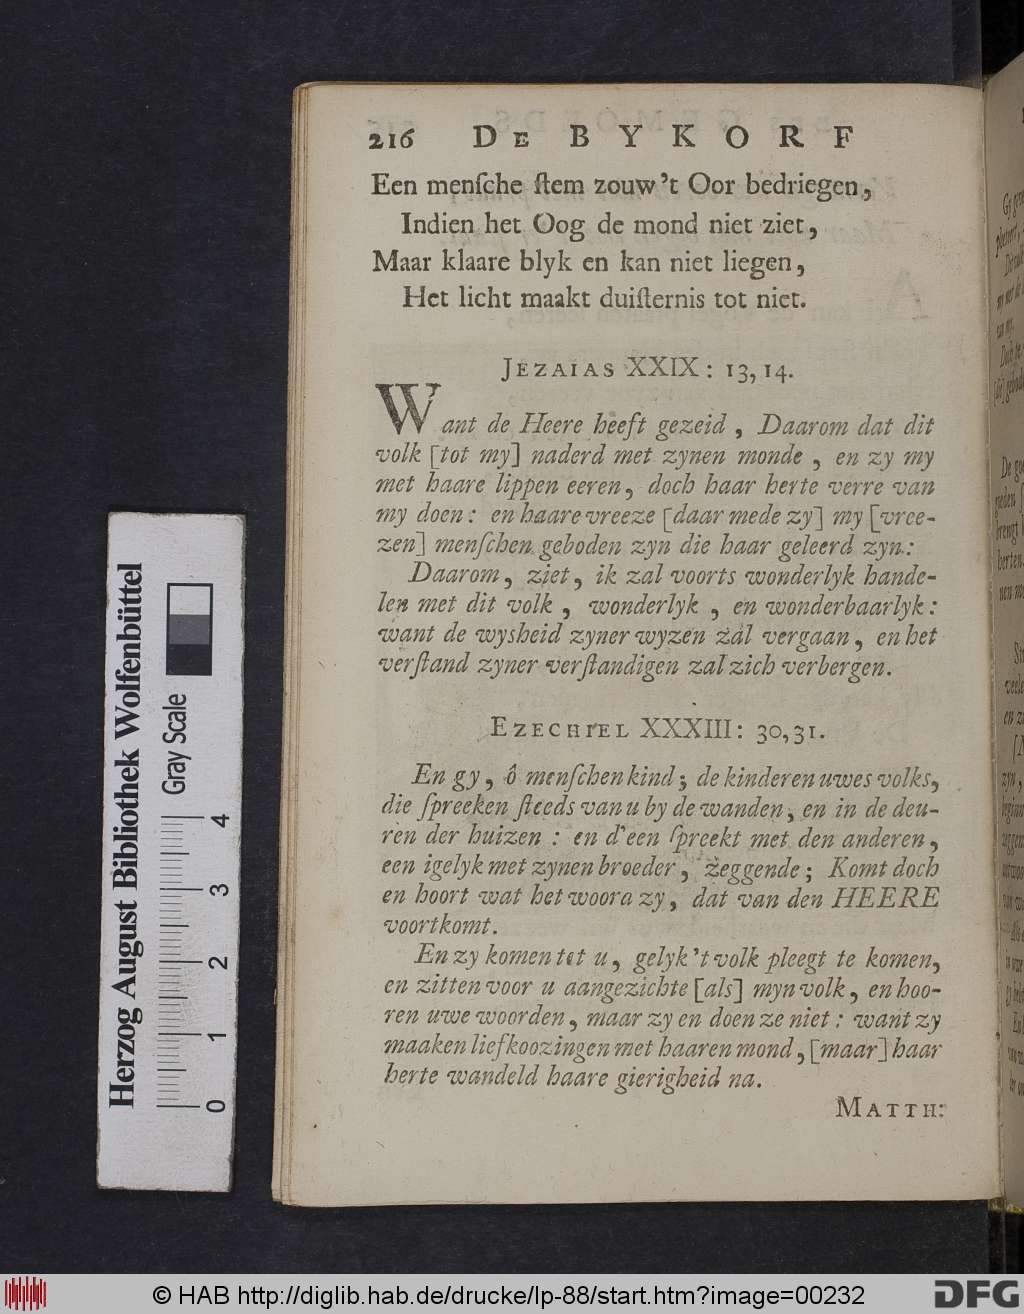 216 DE BYKORF
Een menſche ſtem zouw't Oor bedriegen,
Indien het Oog de mond niet ziet,
Maar klaare blyk en kan niet liegen,
Het licht maakt duiſternis tot niet.
JEZAIAS XXIX: 13, 14.
Want de Heere heeft gezeid, Daarom dat dit
volk [tot my] naderd met zynen monde, en zy my
met haare lippen eeren, doch haar herte verre van
my doen: en haare vreeze [daar mede zy] my [vree-
zen] menſchen geboden zyn die haar geleerd zyn:
Daarom, ziet, ik zal voorts wonderlyk hande-
len met dit volk, wonderlyk, en wonderbaarlyk:
want de wysheid zyner wyzen zal vergaan, en het
verſtand zyner verſtandigen zal zich verbergen.
EZECHIEL XXXIII: 30, 31.
En gy, ô menſchenkind; de kinderen uwes volks,
die ſpreeken ſteeds van u by de wanden, en in de deu-
ren der huizen: en d'een ſpreekt met den anderen,
een igelyk met zynen broeder, zeggende; Komt doch
en hoort wat het woora zy, dat van den HEERE
voortkomt.
En zy komen tot u, gelyk 't volk pleegt te komen,
en zitten voor u aangezichte [als] myn volk, en hoo-
ren uwe woorden, maar zy en doen ze niet: want zy
maaken liefkoozingen met haaren mond, [maar] haar
herte wandeld haare gierigheid na.
MATTH:
Herzog August Bibliothek Wolfenbüttel
Gray Scale
0 1 2 3 4
© HAB http://diglib.hab.de/drucke/lp-88/start.htm?image=00232
DFG